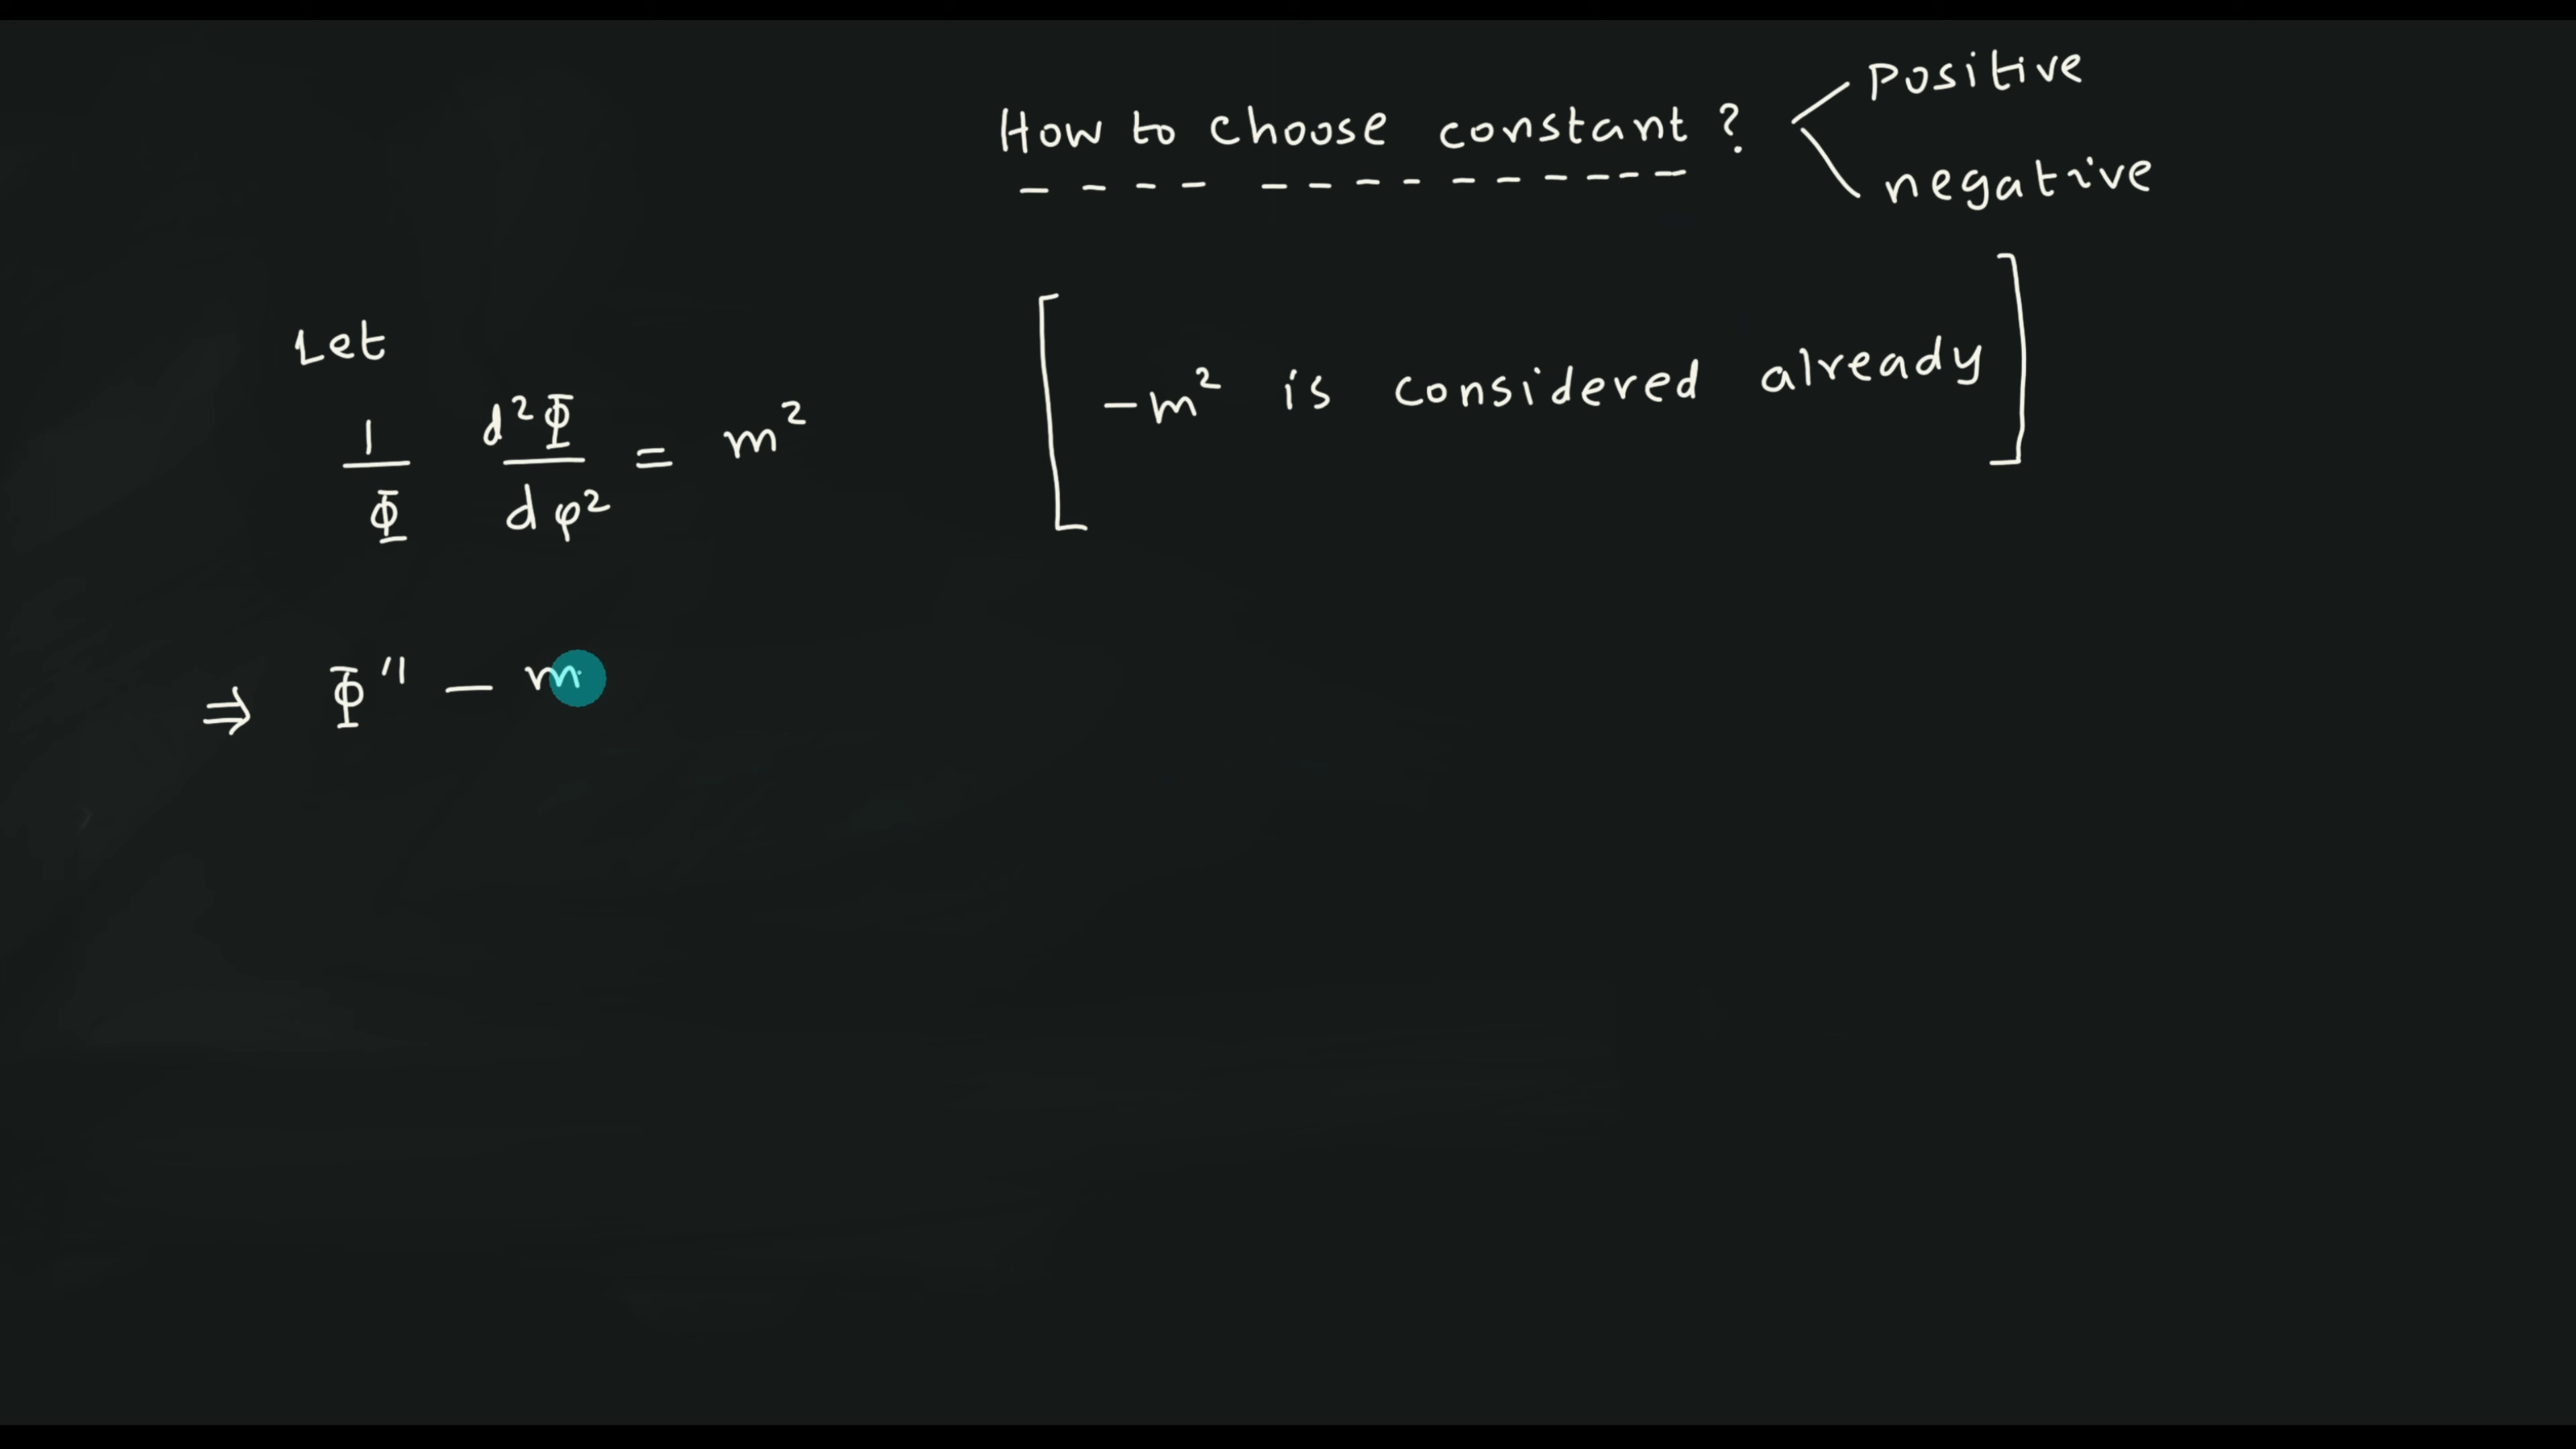 How to choose constant ?
Positive
negative
Let
1/Φ d²Φ/dφ² = m²
[ -m² is considered already ]
⇒ Φ" - m